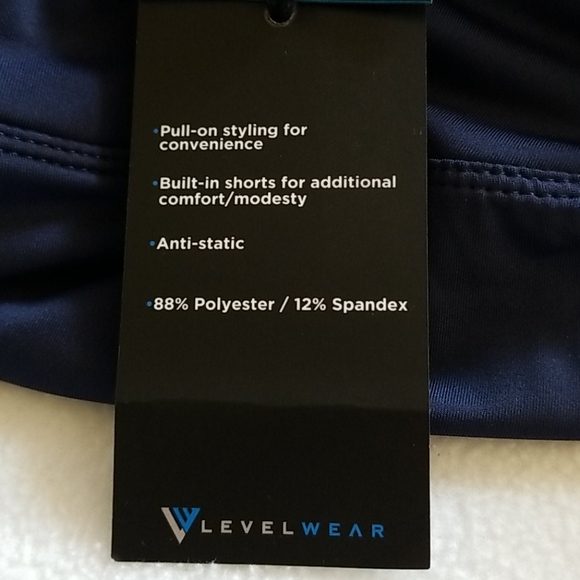 •Pull-on styling for
convenience
•Built-in shorts for additional
comfort/modesty
•Anti-static
•88% Polyester / 12% Spandex
LEVELWEAR